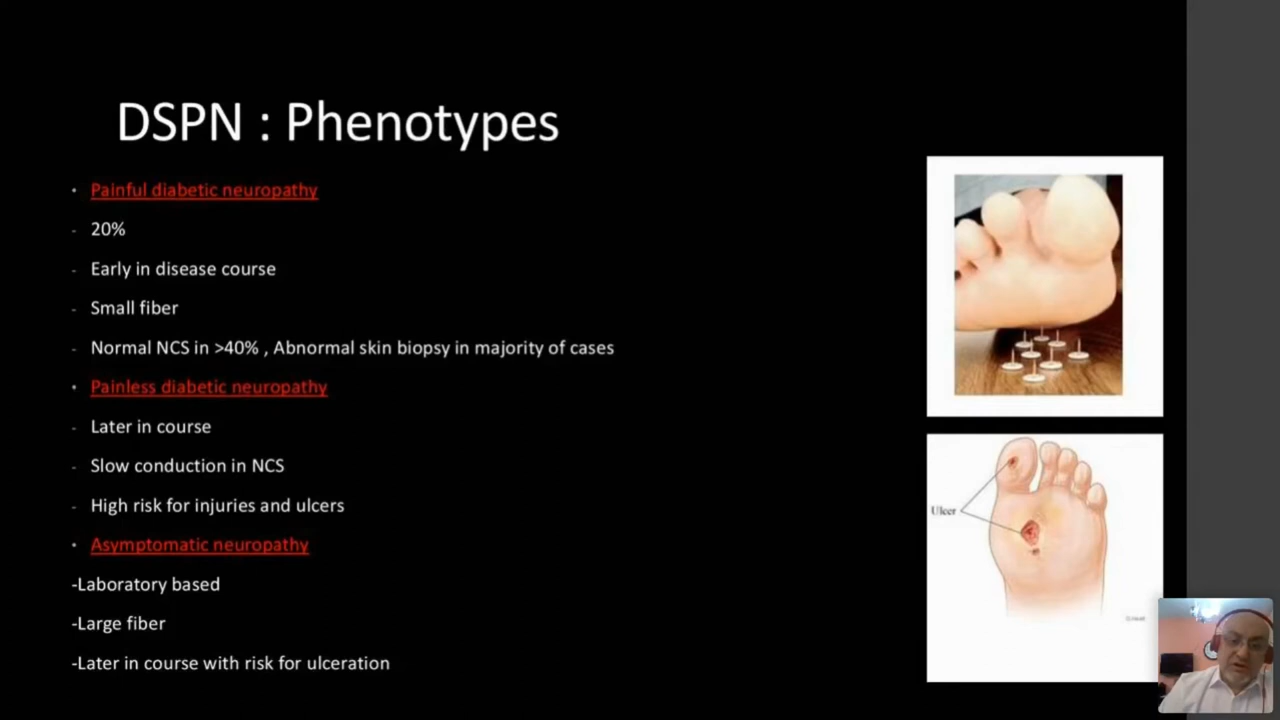 DSPN : Phenotypes
• Painful diabetic neuropathy
- 20%
- Early in disease course
- Small fiber
- Normal NCS in >40% , Abnormal skin biopsy in majority of cases
• Painless diabetic neuropathy
- Later in course
- Slow conduction in NCS
- High risk for injuries and ulcers
• Asymptomatic neuropathy
-Laboratory based
-Large fiber
-Later in course with risk for ulceration
Ulcer